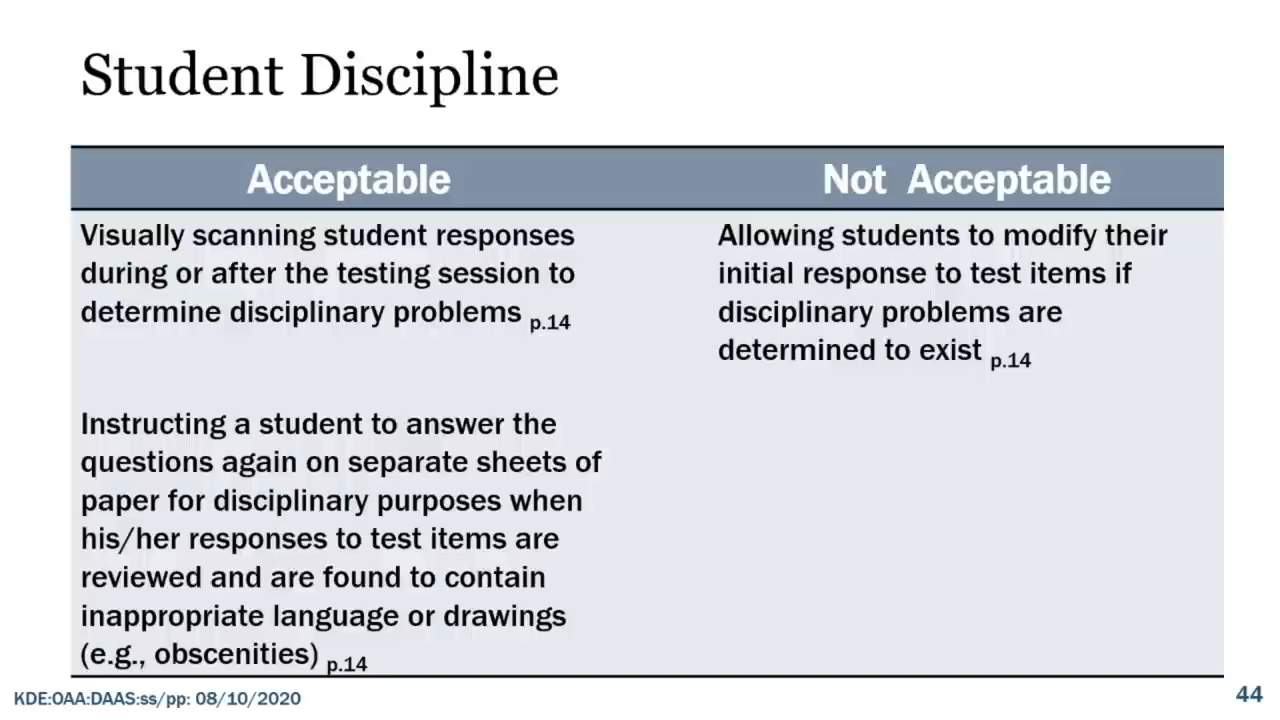 Student Discipline
Acceptable
Not Acceptable
Visually scanning student responses
during or after the testing session to
determine disciplinary problems p.14
Allowing students to modify their
initial response to test items if
disciplinary problems are
determined to exist p.14
Instructing a student to answer the
questions again on separate sheets of
paper for disciplinary purposes when
his/her responses to test items are
reviewed and are found to contain
inappropriate language or drawings
(e.g., obscenities) p.14
KDE:OAA:DAAS:ss/pp: 08/10/2020
44